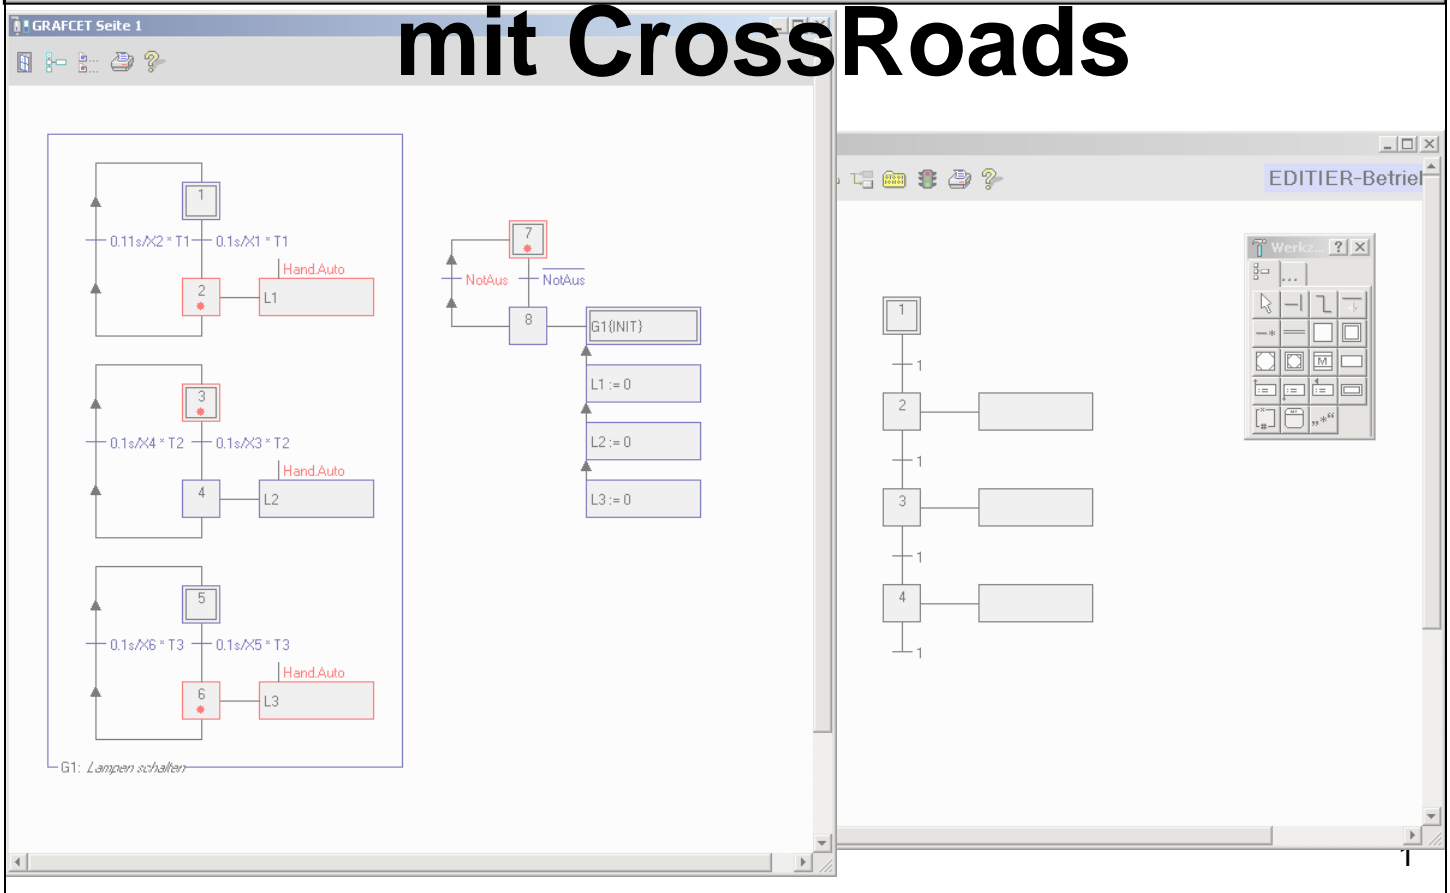 mit CrossRoads
GRAFCET Seite 1
1
0.11s/X2 * T1
0.1s/X1 * T1
2
Hand.Auto
L1
3
0.1s/X4 * T2
0.1s/X3 * T2
4
Hand.Auto
L2
5
0.1s/X6 * T3
0.1s/X5 * T3
6
Hand.Auto
L3
G1: Lampen schalten
7
NotAus
NotAus
8
G1{INIT}
L1 := 0
L2 := 0
L3 := 0
EDITIER-Betrieb
Werkz...
...
M
"*"
1
1
2
1
3
1
4
1
1